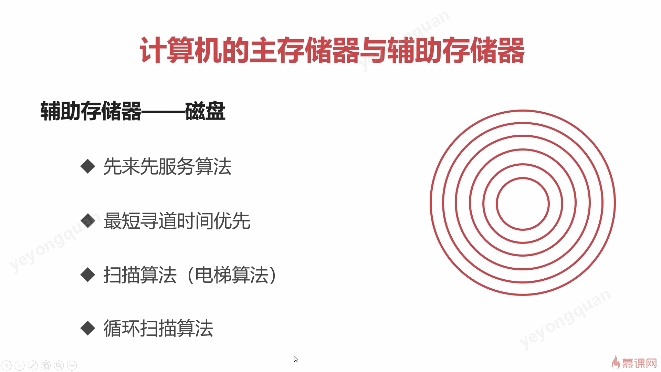 yeyongquan
计算机的主存储器与辅助存储器
辅助存储器——磁盘
◆ 先来先服务算法
◆ 最短寻道时间优先
yeyongquan
◆ 扫描算法（电梯算法）
◆ 循环扫描算法
yeyongquan
慕课网